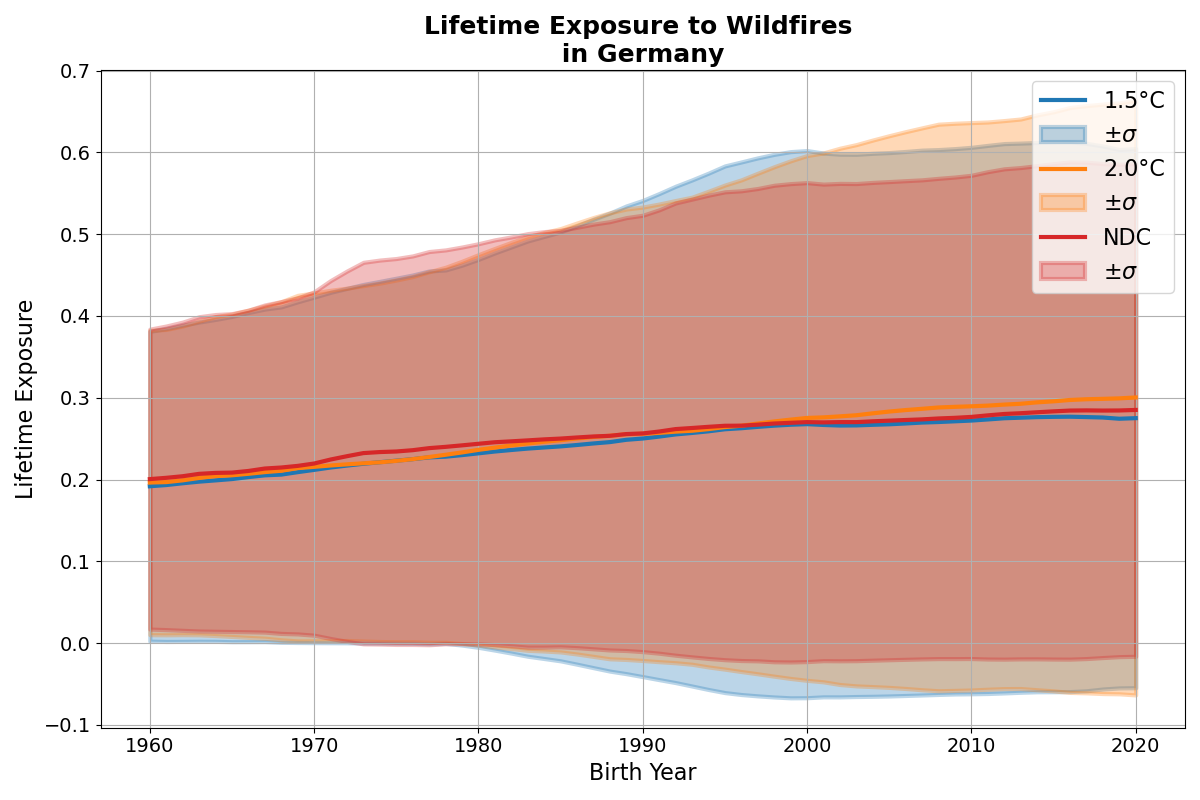 Lifetime Exposure to Wildfires
in Germany
Lifetime Exposure
0.7
0.6
0.5
0.4
0.3
0.2
0.1
0.0
−0.1
1960
1970
1980
1990
2000
2010
2020
Birth Year
1.5°C
±σ
2.0°C
±σ
NDC
±σ